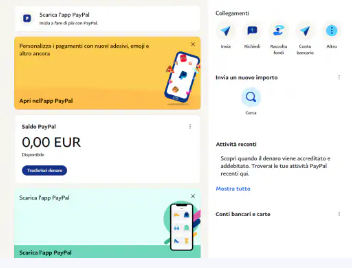 Scarica l'app PayPal
Inizia a fare di più con PayPal.
Personalizza i pagamenti con nuovi adesivi, emoji e
altro ancora
Apri nell'app PayPal
Saldo PayPal
0,00 EUR
Disponibile
Trasferisci denaro
Scarica l'app PayPal
Scarica l'app PayPal
Collegamenti
Invia
Richiedi
Raccolta
fondi
Conto
bancario
Altro
Invia un nuovo importo
Cerca
Attività recenti
Scopri quando il denaro viene accreditato e
addebitato. Troverai le tue attività PayPal
recenti qui.
Mostra tutto
Conti bancari e carte